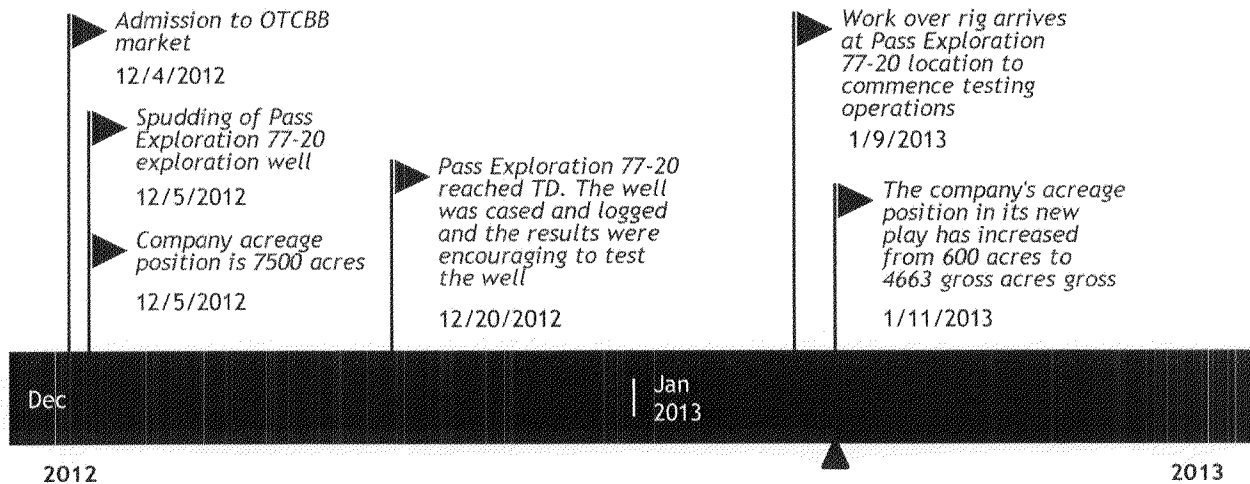 Admission to OTCBB
market
12/4/2012
Spudding of Pass
Exploration 77-20
exploration well
12/5/2012
Company acreage
position is 7500 acres
12/5/2012
Pass Exploration 77-20
reached TD. The well
was cased and logged
and the results were
encouraging to test
the well
12/20/2012
Work over rig arrives
at Pass Exploration
77-20 location to
commence testing
operations
1/9/2013
The company's acreage
position in its new
play has increased
from 600 acres to
4663 gross acres gross
1/11/2013
Dec
Jan
2013
2012
2013